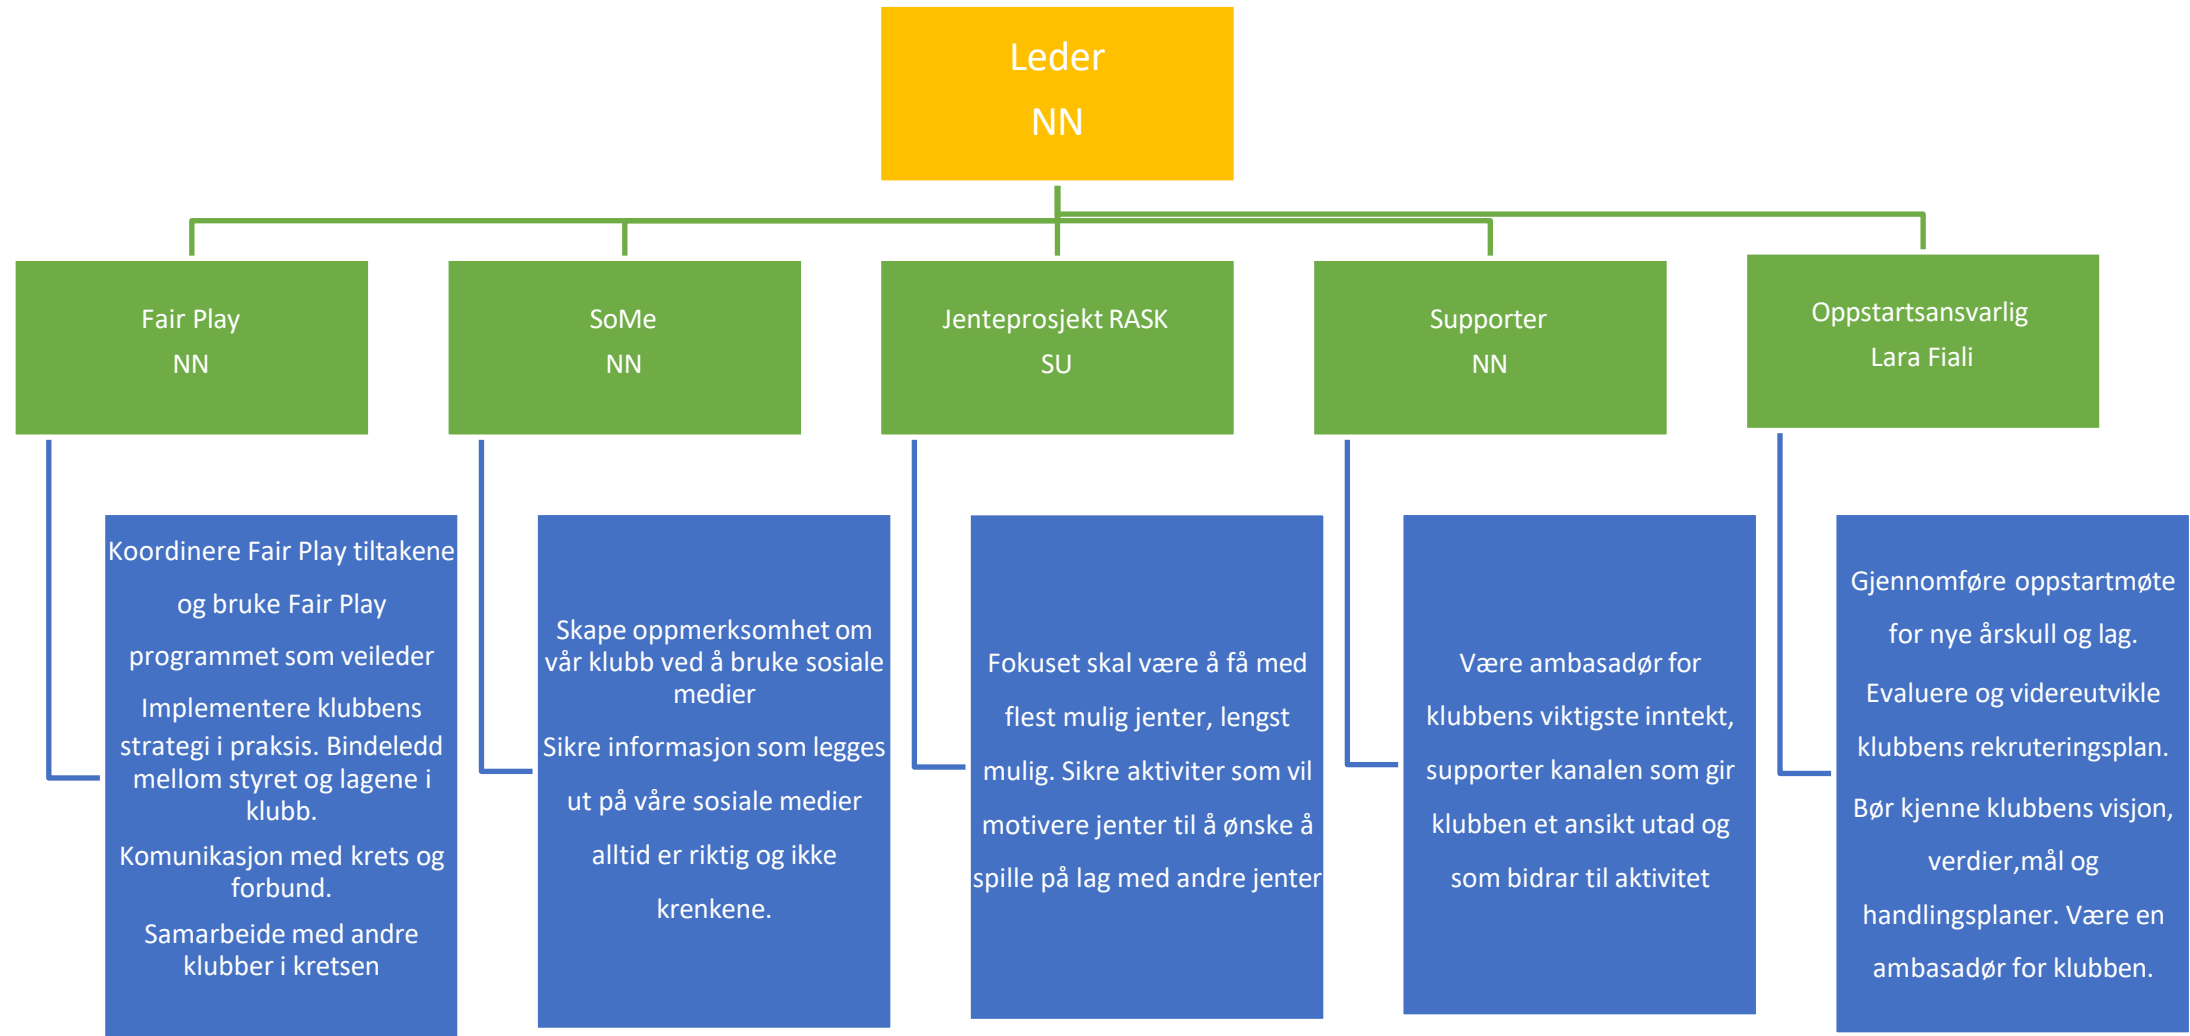 Leder
NN
Fair Play
NN
SoMe
NN
Jenteprosjekt RASK
SU
Supporter
NN
Oppstartsansvarlig
Lara Fiali
Koordinere Fair Play tiltakene
og bruke Fair Play
programmet som veileder
Implementere klubbens
strategi i praksis. Bindeledd
mellom styret og lagene i
klubb.
Komunikasjon med krets og
forbund.
Samarbeide med andre
klubber i kretsen
Skape oppmerksomhet om
vår klubb ved å bruke sosiale
medier
Sikre informasjon som legges
ut på våre sosiale medier
alltid er riktig og ikke
krenkene.
Fokuset skal være å få med
flest mulig jenter, lengst
mulig. Sikre aktiviter som vil
motivere jenter til å ønske å
spille på lag med andre jenter
Være ambasadør for
klubbens viktigste inntekt,
supporter kanalen som gir
klubben et ansikt utad og
som bidrar til aktivitet
Gjennomføre oppstartmøte
for nye årskull og lag.
Evaluere og videreutvikle
klubbens rekruteringsplan.
Bør kjenne klubbens visjon,
verdier,mål og
handlingsplaner. Være en
ambasadør for klubben.